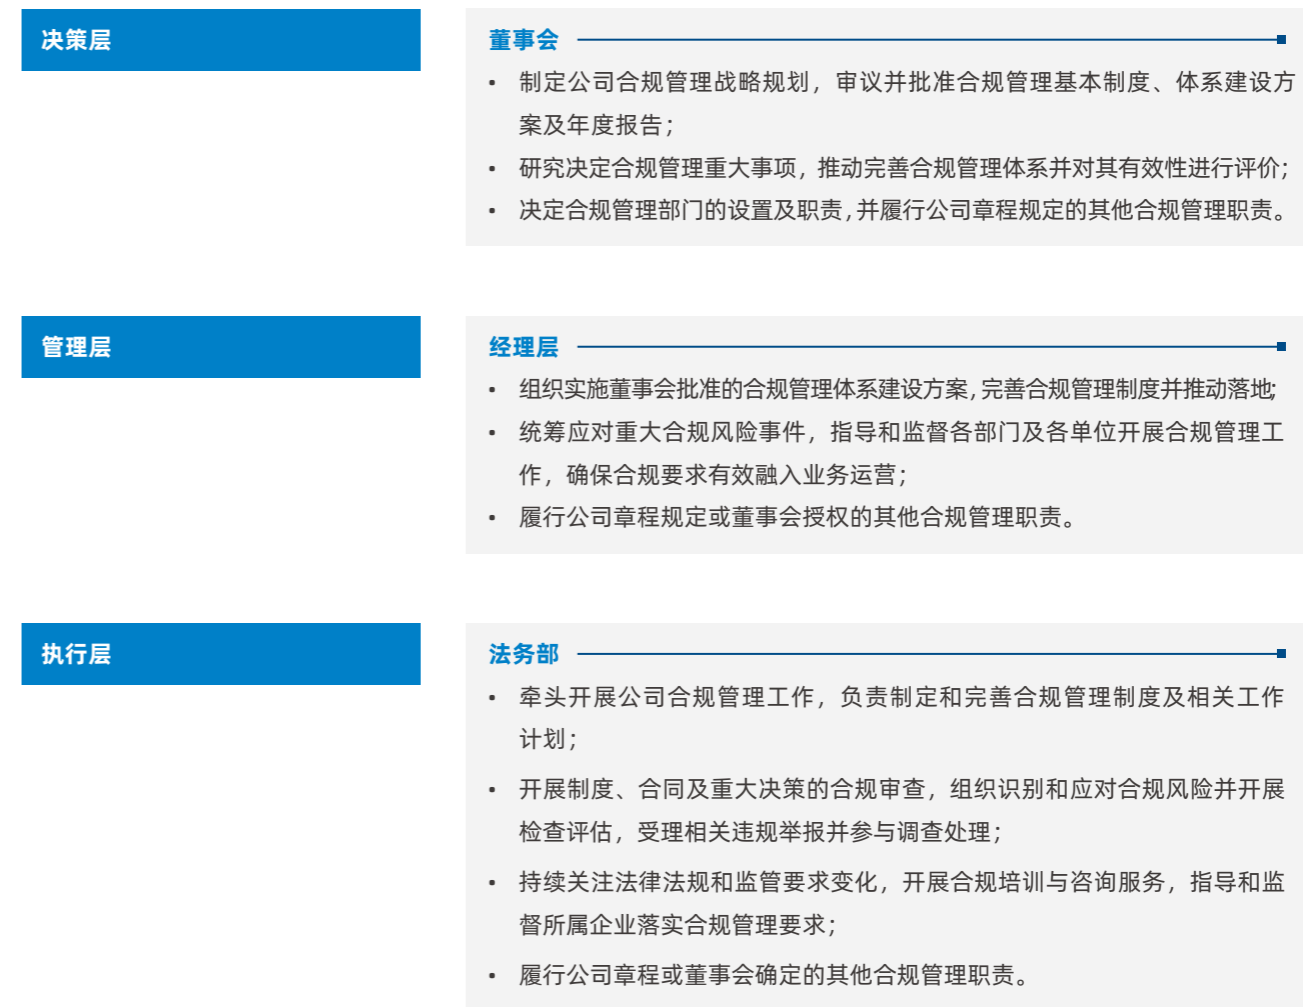 决策层
董事会
• 制定公司合规管理战略规划，审议并批准合规管理基本制度、体系建设方
案及年度报告；
• 研究决定合规管理重大事项，推动完善合规管理体系并对其有效性进行评价；
• 决定合规管理部门的设置及职责，并履行公司章程规定的其他合规管理职责。
管理层
经理层
• 组织实施董事会批准的合规管理体系建设方案，完善合规管理制度并推动落地；
• 统筹应对重大合规风险事件，指导和监督各部门及各单位开展合规管理工
作，确保合规要求有效融入业务运营；
• 履行公司章程规定或董事会授权的其他合规管理职责。
执行层
法务部
• 牵头开展公司合规管理工作，负责制定和完善合规管理制度及相关工作
计划；
• 开展制度、合同及重大决策的合规审查，组织识别和应对合规风险并开展
检查评估，受理相关违规举报并参与调查处理；
• 持续关注法律法规和监管要求变化，开展合规培训与咨询服务，指导和监
督所属企业落实合规管理要求；
• 履行公司章程或董事会确定的其他合规管理职责。